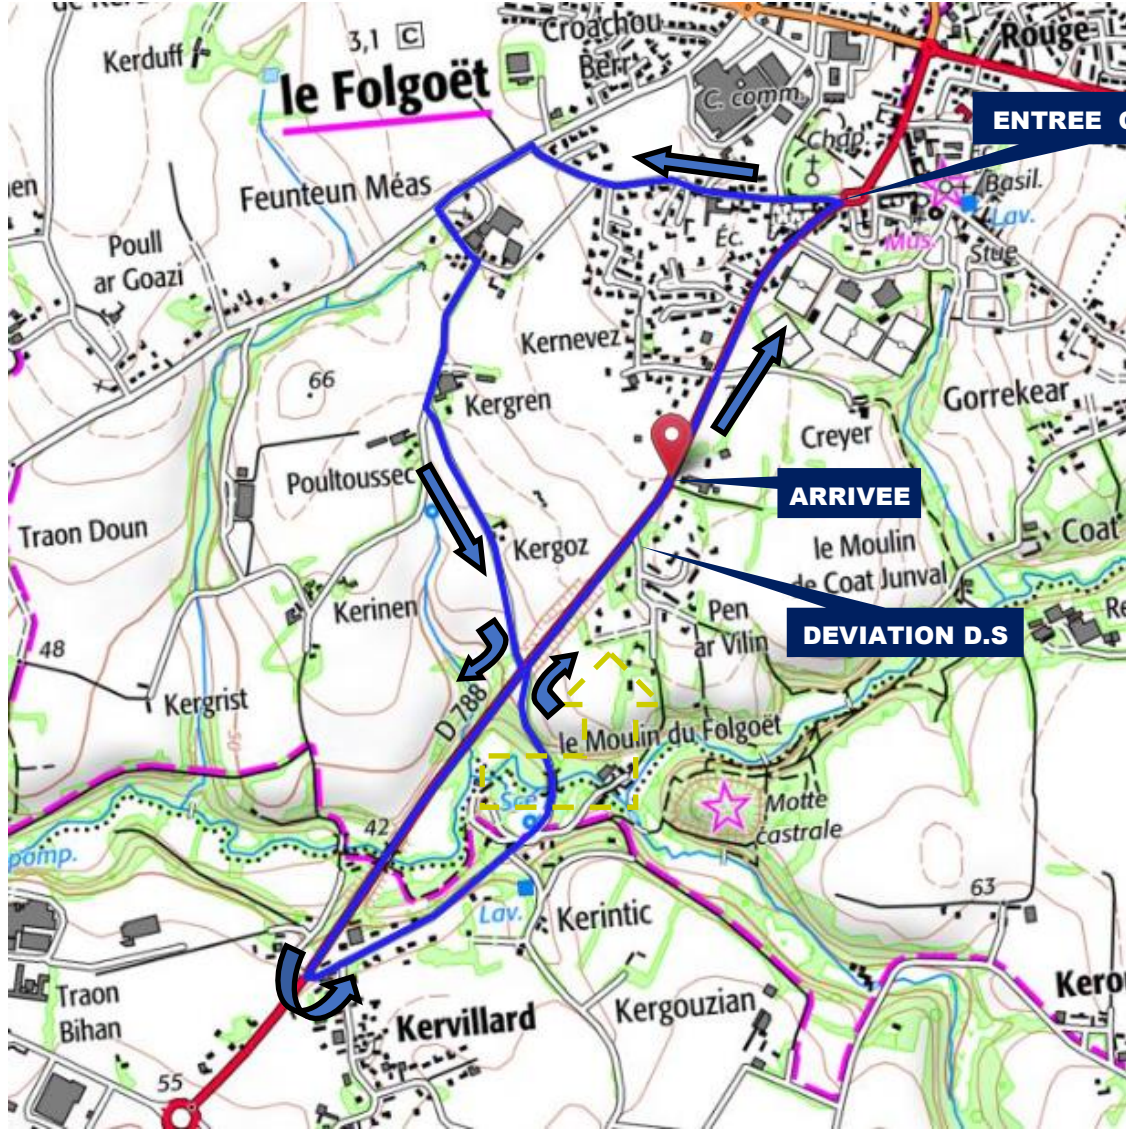 Kerduff
3,1 C
Croachou
Berr
Rouge
le Folgoët
C. comm.
ENTREE
Chap.
Basil.
Lav.
Feunteun Méas
Éc.
Mus.
Stue
Poull
ar Goazi
Kernevez
66
Kergren
Gorrekear
Creyer
Poultoussec
ARRIVEE
Traon Doun
Kergoz
le Moulin
de Coat Junval
Coat
Kerinen
Pen
ar Vilin
DEVIATION D.S
48
Kergrist
50
D 788
le Moulin du Folgoët
Motte
castrale
42
pomp.
63
Lav.
Kerintic
Traon
Bihan
Kervillard
Kergouzian
55